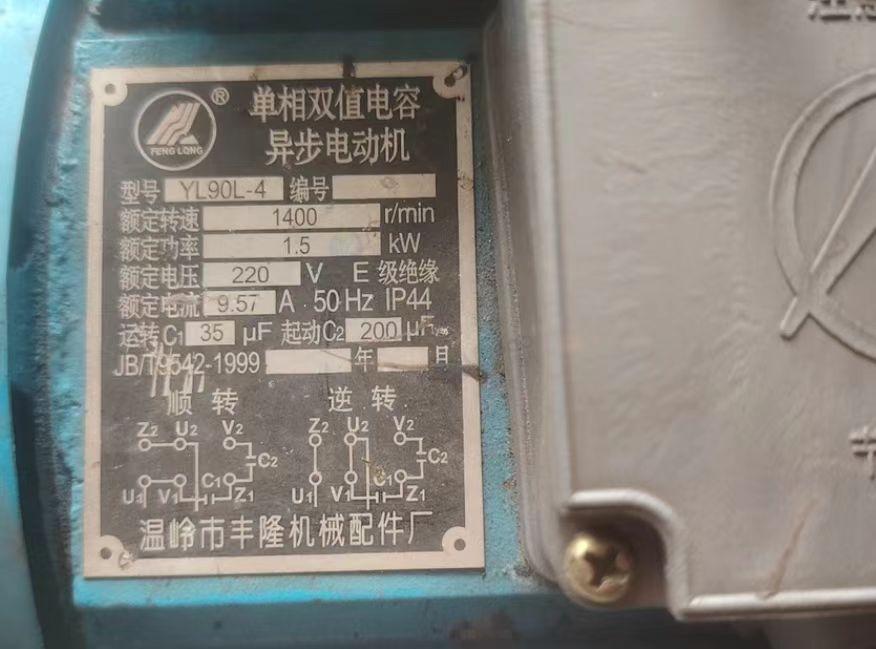 FENG LONG ® 单相双值电容
异步电动机
型号 YL90L-4 编号
额定转速 1400 r/min
额定功率 1.5 kW
额定电压 220 V E 级绝缘
额定电流 9.57 A · 50 Hz IP44
运转C1 35 μF 起动C2 200 μF
JB/T9542-1999 年 月
顺转 逆转
Z2 U2 V2 Z2 U2 V2
C2 C2
C1 C1
U1 V1 Z1 U1 V1 Z1
温岭市丰隆机械配件厂